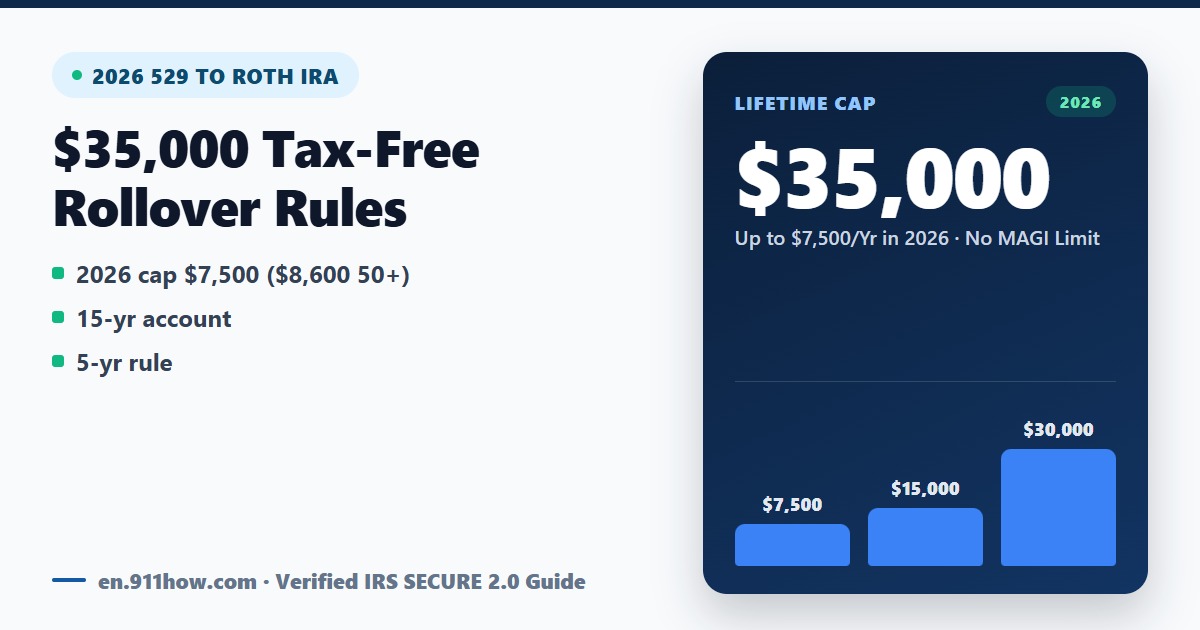 2026 529 TO ROTH IRA
$35,000 Tax-Free
Rollover Rules
2026 cap $7,500 ($8,600 50+)
15-yr account
5-yr rule
en.911how.com · Verified IRS SECURE 2.0 Guide
LIFETIME CAP
2026
$35,000
Up to $7,500/Yr in 2026 · No MAGI Limit
$7,500
$15,000
$30,000